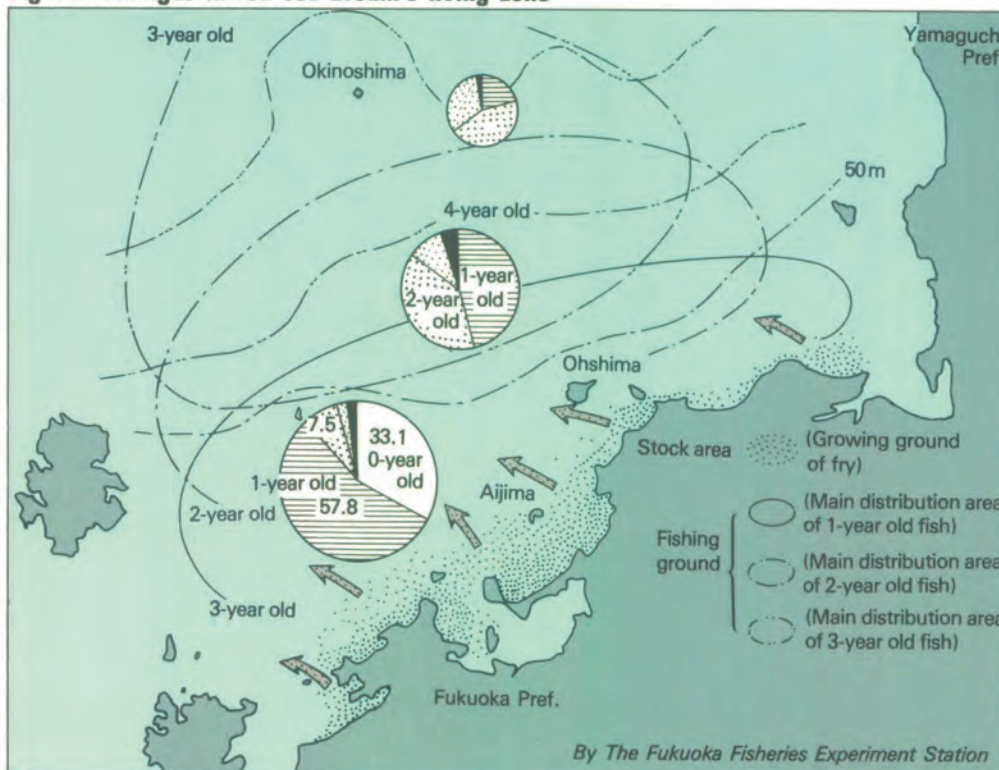 3-year old
Okinoshima
Yamaguch
Pref
50 m
4-year old
1-year
old
2-year
old
Ohshima
Stock area
(Growing ground
of fry)
7.5
33.1
0-year
old
1-year old
57.8
Aijima
2-year old
3-year old
Fishing
ground
(Main distribution area
of 1-year old fish)
(Main distribution area
of 2-year old fish)
(Main distribution area
of 3-year old fish)
Fukuoka Pref.
By The Fukuoka Fisheries Experiment Station